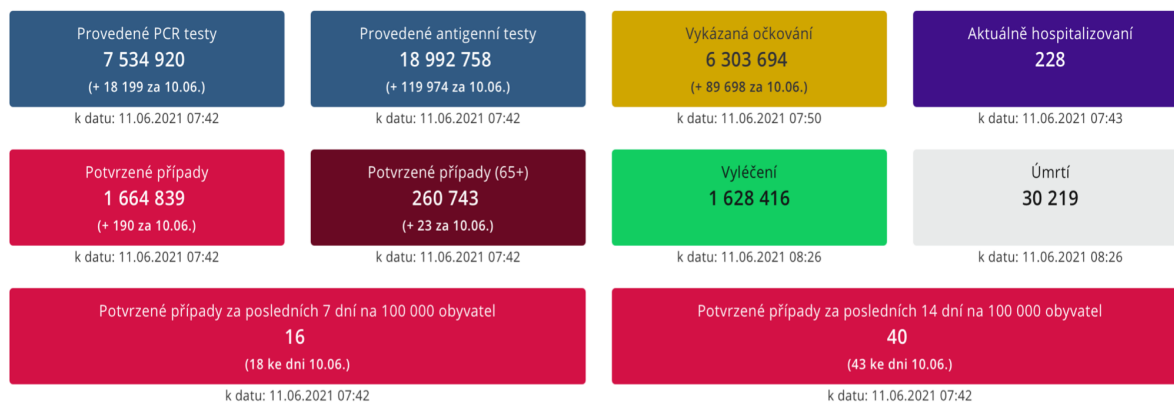 Provedené PCR testy
7 534 920
(+ 18 199 za 10.06.)
k datu: 11.06.2021 07:42
Provedené antigenní testy
18 992 758
(+ 119 974 za 10.06.)
k datu: 11.06.2021 07:42
Vykázaná očkování
6 303 694
(+ 89 698 za 10.06.)
k datu: 11.06.2021 07:50
Aktuálně hospitalizovaní
228
k datu: 11.06.2021 07:43
Potvrzené případy
1 664 839
(+ 190 za 10.06.)
k datu: 11.06.2021 07:42
Potvrzené případy (65+)
260 743
(+ 23 za 10.06.)
k datu: 11.06.2021 07:42
Vyléčení
1 628 416
k datu: 11.06.2021 08:26
Úmrtí
30 219
k datu: 11.06.2021 08:26
Potvrzené případy za posledních 7 dní na 100 000 obyvatel
16
(18 ke dni 10.06.)
k datu: 11.06.2021 07:42
Potvrzené případy za posledních 14 dní na 100 000 obyvatel
40
(43 ke dni 10.06.)
k datu: 11.06.2021 07:42